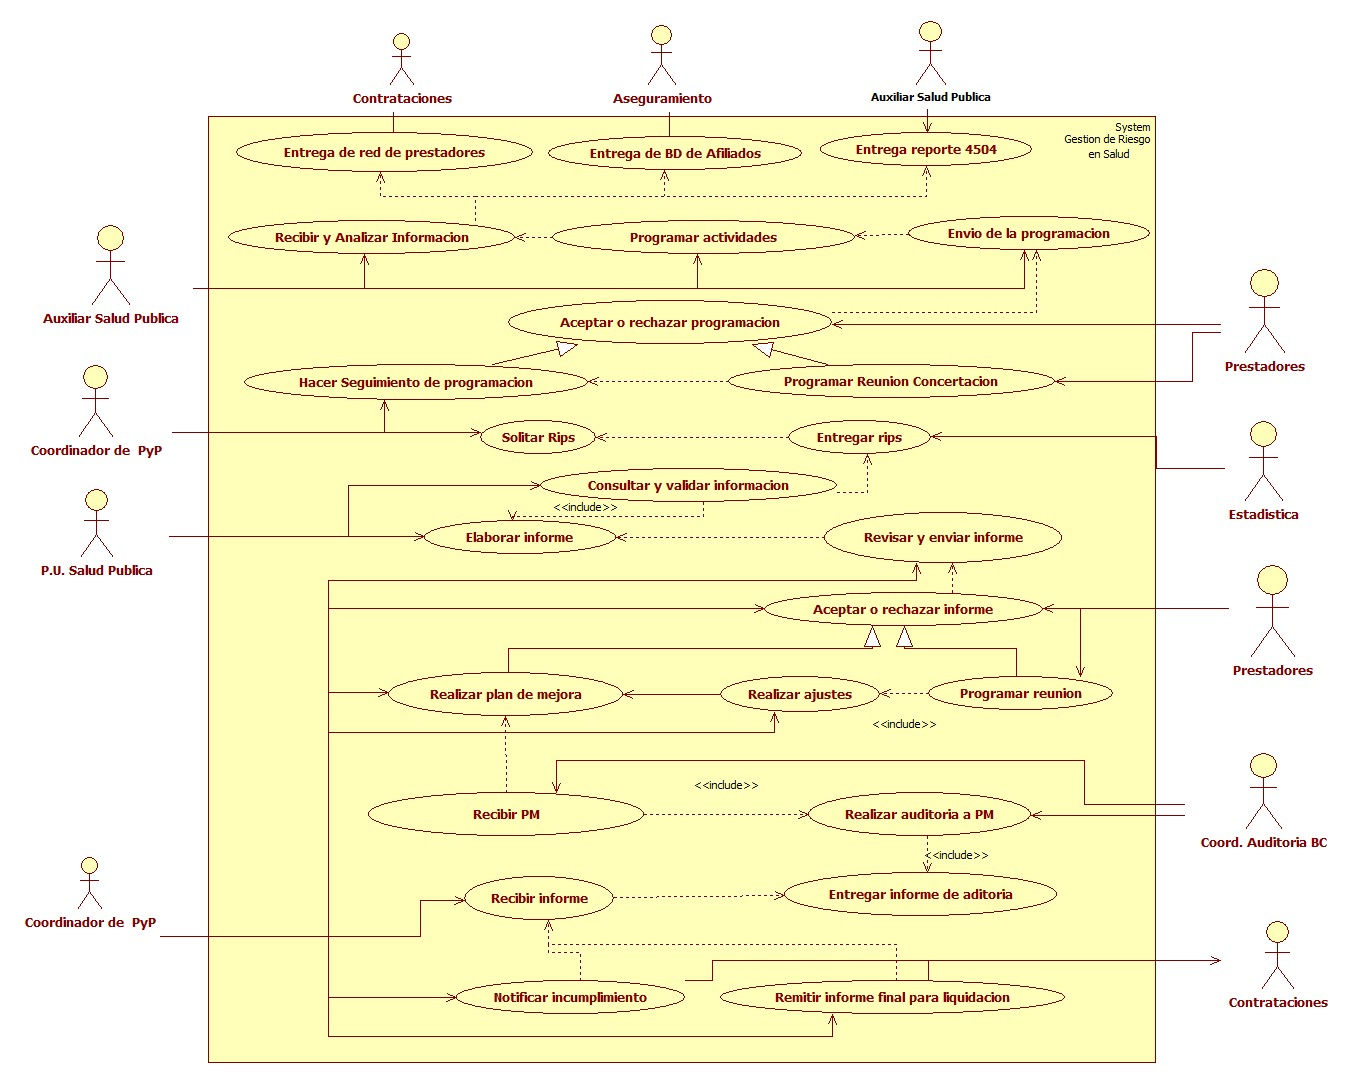 Contrataciones
Aseguramiento
Auxiliar Salud Publica
System
Gestion de Riesgo
en Salud
Entrega de red de prestadores
Entrega de BD de Afiliados
Entrega reporte 4504
Recibir y Analizar Informacion
Programar actividades
Envio de la programacion
Auxiliar Salud Publica
Aceptar o rechazar programacion
Prestadores
Hacer Seguimiento de programacion
Programar Reunion Concertacion
Coordinador de PyP
Solitar Rips
Entregar rips
Consultar y validar informacion
<<include>>
Estadistica
Elaborar informe
Revisar y enviar informe
P.U. Salud Publica
Aceptar o rechazar informe
Prestadores
Realizar plan de mejora
Realizar ajustes
Programar reunion
<<include>>
<<include>>
Recibir PM
Realizar auditoria a PM
Coord. Auditoria BC
<<include>>
Recibir informe
Entregar informe de aditoria
Coordinador de PyP
Notificar incumplimiento
Remitir informe final para liquidacion
Contrataciones